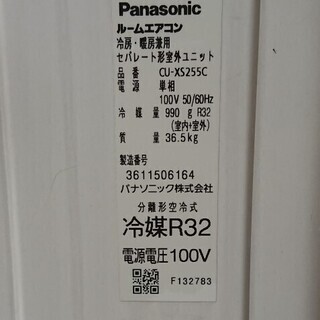 Panasonic
ルームエアコン
冷房・暖房兼用
セパレート形室外ユニット
品番 CU-XS255C
電源 単相
100V 50/60Hz
冷媒量 990 g R32
(室内+室外)
質量 36.5kg
製造番号
3611506164
パナソニック株式会社
分離形空冷式
冷媒R32
電源電圧100V
F132783